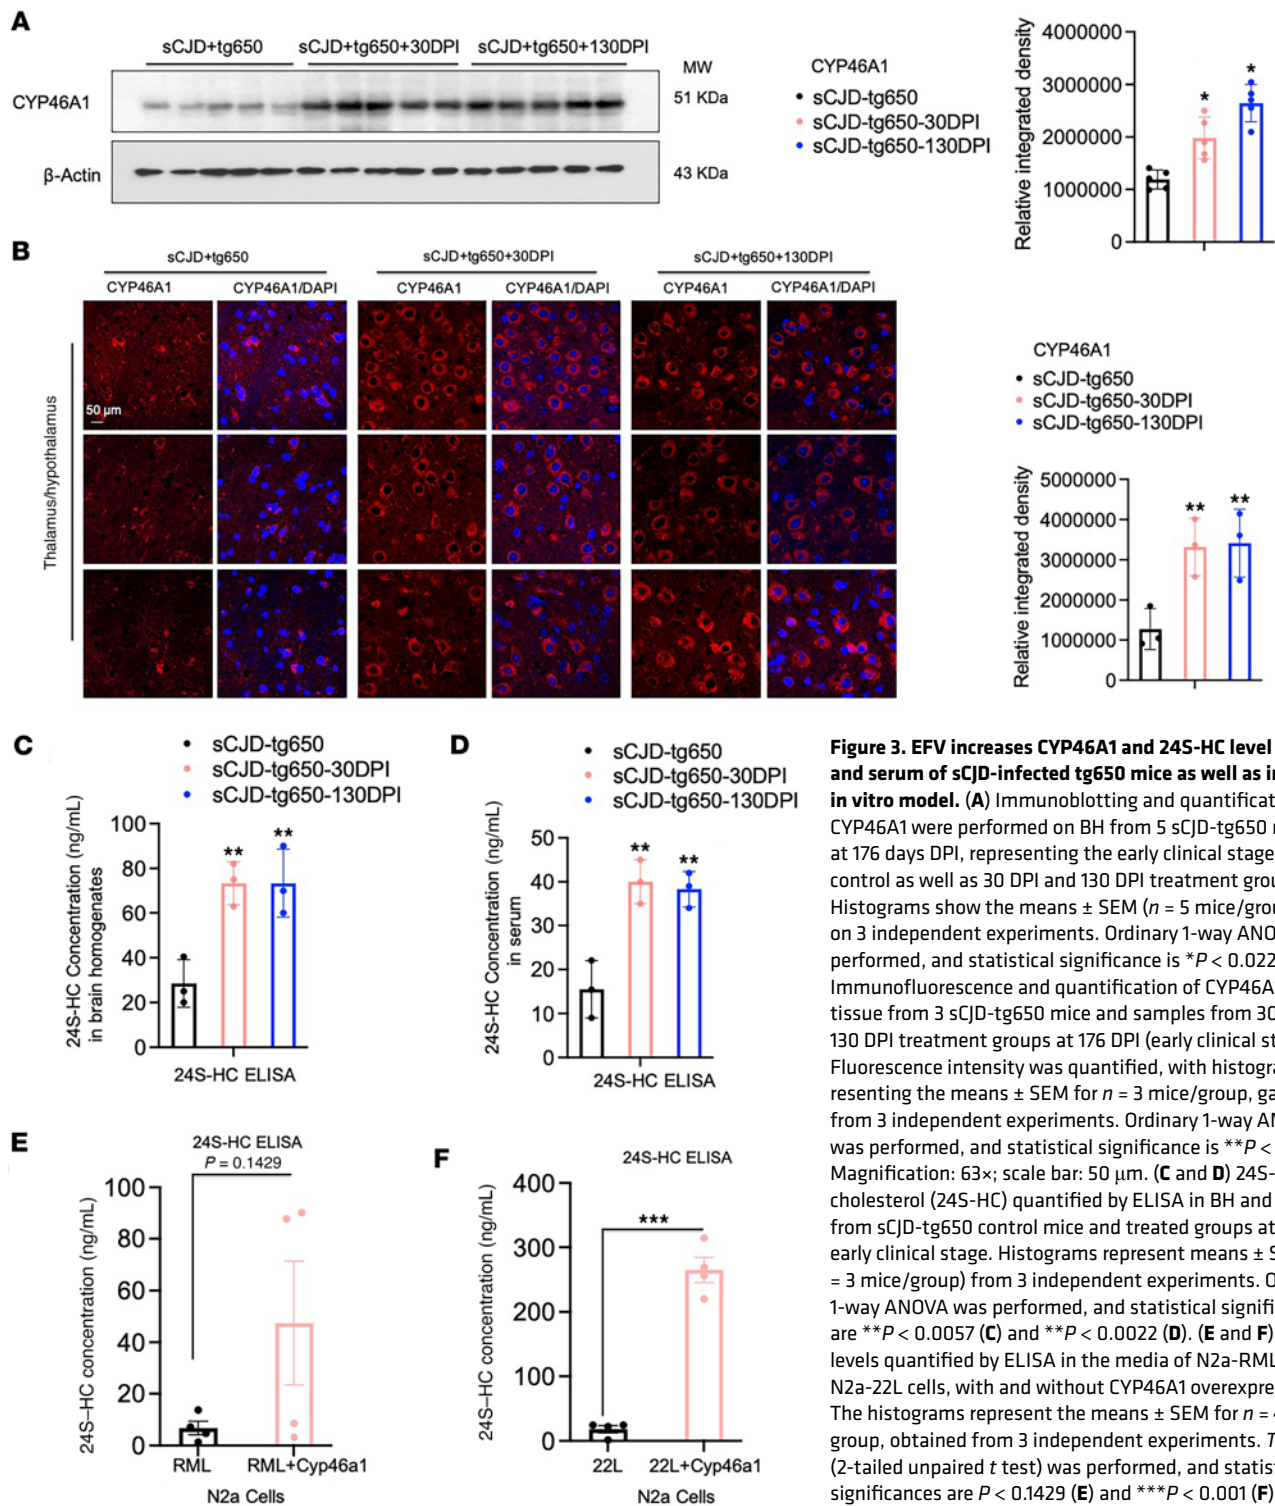 A
sCJD+tg650 sCJD+tg650+30DPI sCJD+tg650+130DPI
MW
CYP46A1
51 KDa
β-Actin
43 KDa
CYP46A1
sCJD-tg650
sCJD-tg650-30DPI
sCJD-tg650-130DPI
Relative integrated density
4000000
3000000
2000000
1000000
0
*
*
B
sCJD+tg650 sCJD+tg650+30DPI sCJD+tg650+130DPI
CYP46A1 CYP46A1/DAPI CYP46A1 CYP46A1/DAPI CYP46A1 CYP46A1/DAPI
Thalamus/hypothalamus
50 µm
CYP46A1
sCJD-tg650
sCJD-tg650-30DPI
sCJD-tg650-130DPI
Relative integrated density
5000000
4000000
3000000
2000000
1000000
0
**
**
C
sCJD-tg650
sCJD-tg650-30DPI
sCJD-tg650-130DPI
24S-HC Concentration (ng/mL)
in brain homogenates
100
80
60
40
20
0
**
**
24S-HC ELISA
D
sCJD-tg650
sCJD-tg650-30DPI
sCJD-tg650-130DPI
24S-HC Concentration (ng/mL)
in serum
50
40
30
20
10
0
**
**
24S-HC ELISA
E
24S-HC ELISA
P = 0.1429
24S–HC concentration (ng/mL)
100
80
60
40
20
0
RML RML+Cyp46a1
N2a Cells
F
24S-HC ELISA
***
24S–HC concentration (ng/mL)
400
300
200
100
0
22L 22L+Cyp46a1
N2a Cells
Figure 3. EFV increases CYP46A1 and 24S-HC level
and serum of sCJD-infected tg650 mice as well as in
in vitro model. (A) Immunoblotting and quantificat
CYP46A1 were performed on BH from 5 sCJD-tg650 
at 176 days DPI, representing the early clinical stage
control as well as 30 DPI and 130 DPI treatment grou
Histograms show the means ± SEM (n = 5 mice/grou
on 3 independent experiments. Ordinary 1-way ANO
performed, and statistical significance is *P < 0.022
Immunofluorescence and quantification of CYP46A
tissue from 3 sCJD-tg650 mice and samples from 30
130 DPI treatment groups at 176 DPI (early clinical st
Fluorescence intensity was quantified, with histogra
resenting the means ± SEM for n = 3 mice/group, ga
from 3 independent experiments. Ordinary 1-way AN
was performed, and statistical significance is **P <
Magnification: 63×; scale bar: 50 µm. (C and D) 24S-
cholesterol (24S-HC) quantified by ELISA in BH and
from sCJD-tg650 control mice and treated groups at
early clinical stage. Histograms represent means ± S
= 3 mice/group) from 3 independent experiments. O
1-way ANOVA was performed, and statistical signifi
are **P < 0.0057 (C) and **P < 0.0022 (D). (E and F)
levels quantified by ELISA in the media of N2a-RML
N2a-22L cells, with and without CYP46A1 overexpre
The histograms represent the means ± SEM for n =
group, obtained from 3 independent experiments. T
(2-tailed unpaired t test) was performed, and statist
significances are P < 0.1429 (E) and ***P < 0.001 (F)